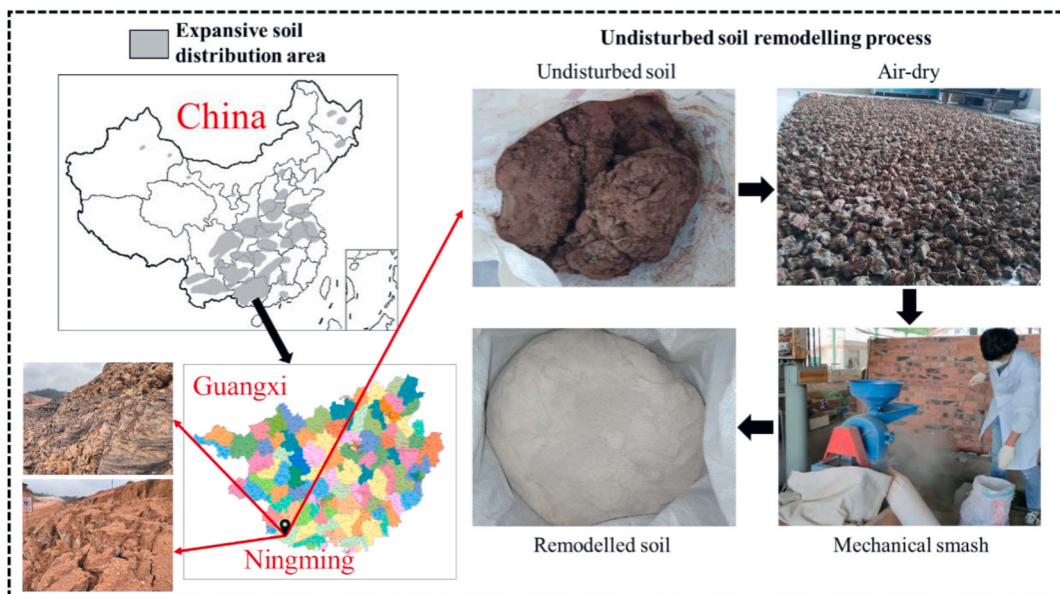 Expansive soil
distribution area
China
Guangxi
Ningming
Undisturbed soil remodelling process
Undisturbed soil
Air-dry
Remodelled soil
Mechanical smash